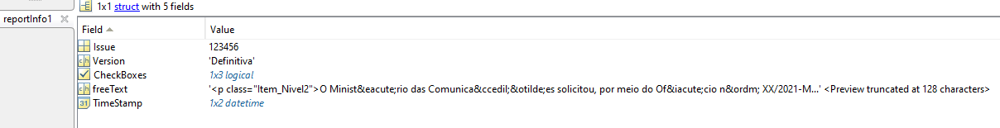 1x1 struct with 5 fields
reportInfo1
Field Value
Issue 123456
Version 'Definitiva'
CheckBoxes 1x3 logical
freeText '<p class="Item_Nivel2">O Minist&eacute;rio das Comunica&ccedil;&otilde;es solicitou, por meio do Of&iacute;cio n&ordm; XX/2021-M...' <Preview truncated at 128 characters>
TimeStamp 1x2 datetime